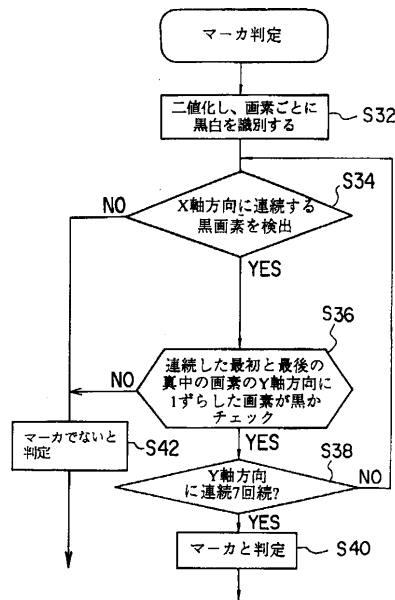 マーカ判定
二値化し、画素ごとに
黒白を識別する
S32
S34
X軸方向に連続する
黒画素を検出
NO
YES
S36
連続した最初と最後の
真中の画素のY軸方向に
1ずらした画素が黒か
チェック
NO
YES
マーカでないと
判定
S42
S38
Y軸方向
に連続7回続?
NO
YES
マーカと判定
S40